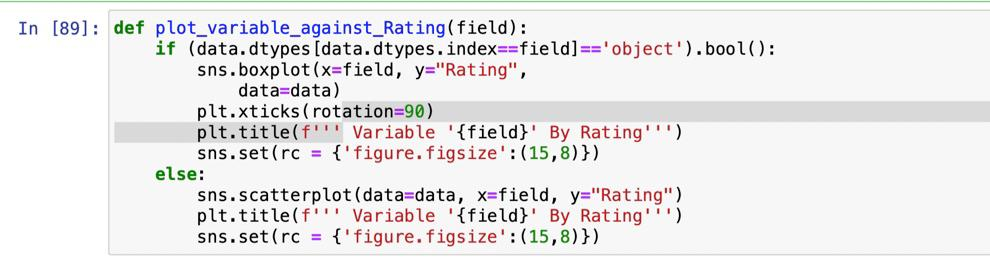 In [89]: def plot_variable_against_Rating(field):
    if (data.dtypes[data.dtypes.index==field]=='object').bool():
        sns.boxplot(x=field, y="Rating",
            data=data)
        plt.xticks(rotation=90)
        plt.title(f''' Variable '{field}' By Rating''')
        sns.set(rc = {'figure.figsize':(15,8)})
    else:
        sns.scatterplot(data=data, x=field, y="Rating")
        plt.title(f''' Variable '{field}' By Rating''')
        sns.set(rc = {'figure.figsize':(15,8)})